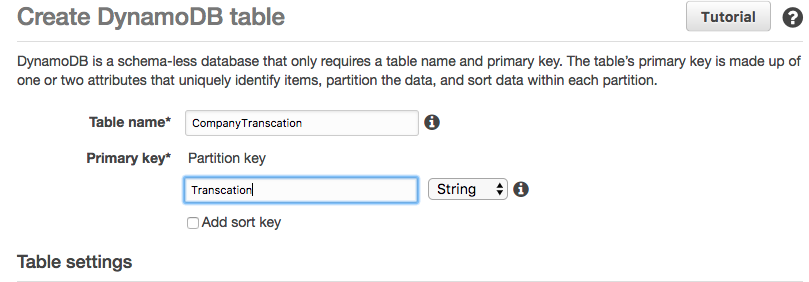 Create DynamoDB table
Tutorial
DynamoDB is a schema-less database that only requires a table name and primary key. The table's primary key is made up of
one or two attributes that uniquely identify items, partition the data, and sort data within each partition.
Table name* CompanyTranscation
Primary key* Partition key
Transcation String
Add sort key
Table settings